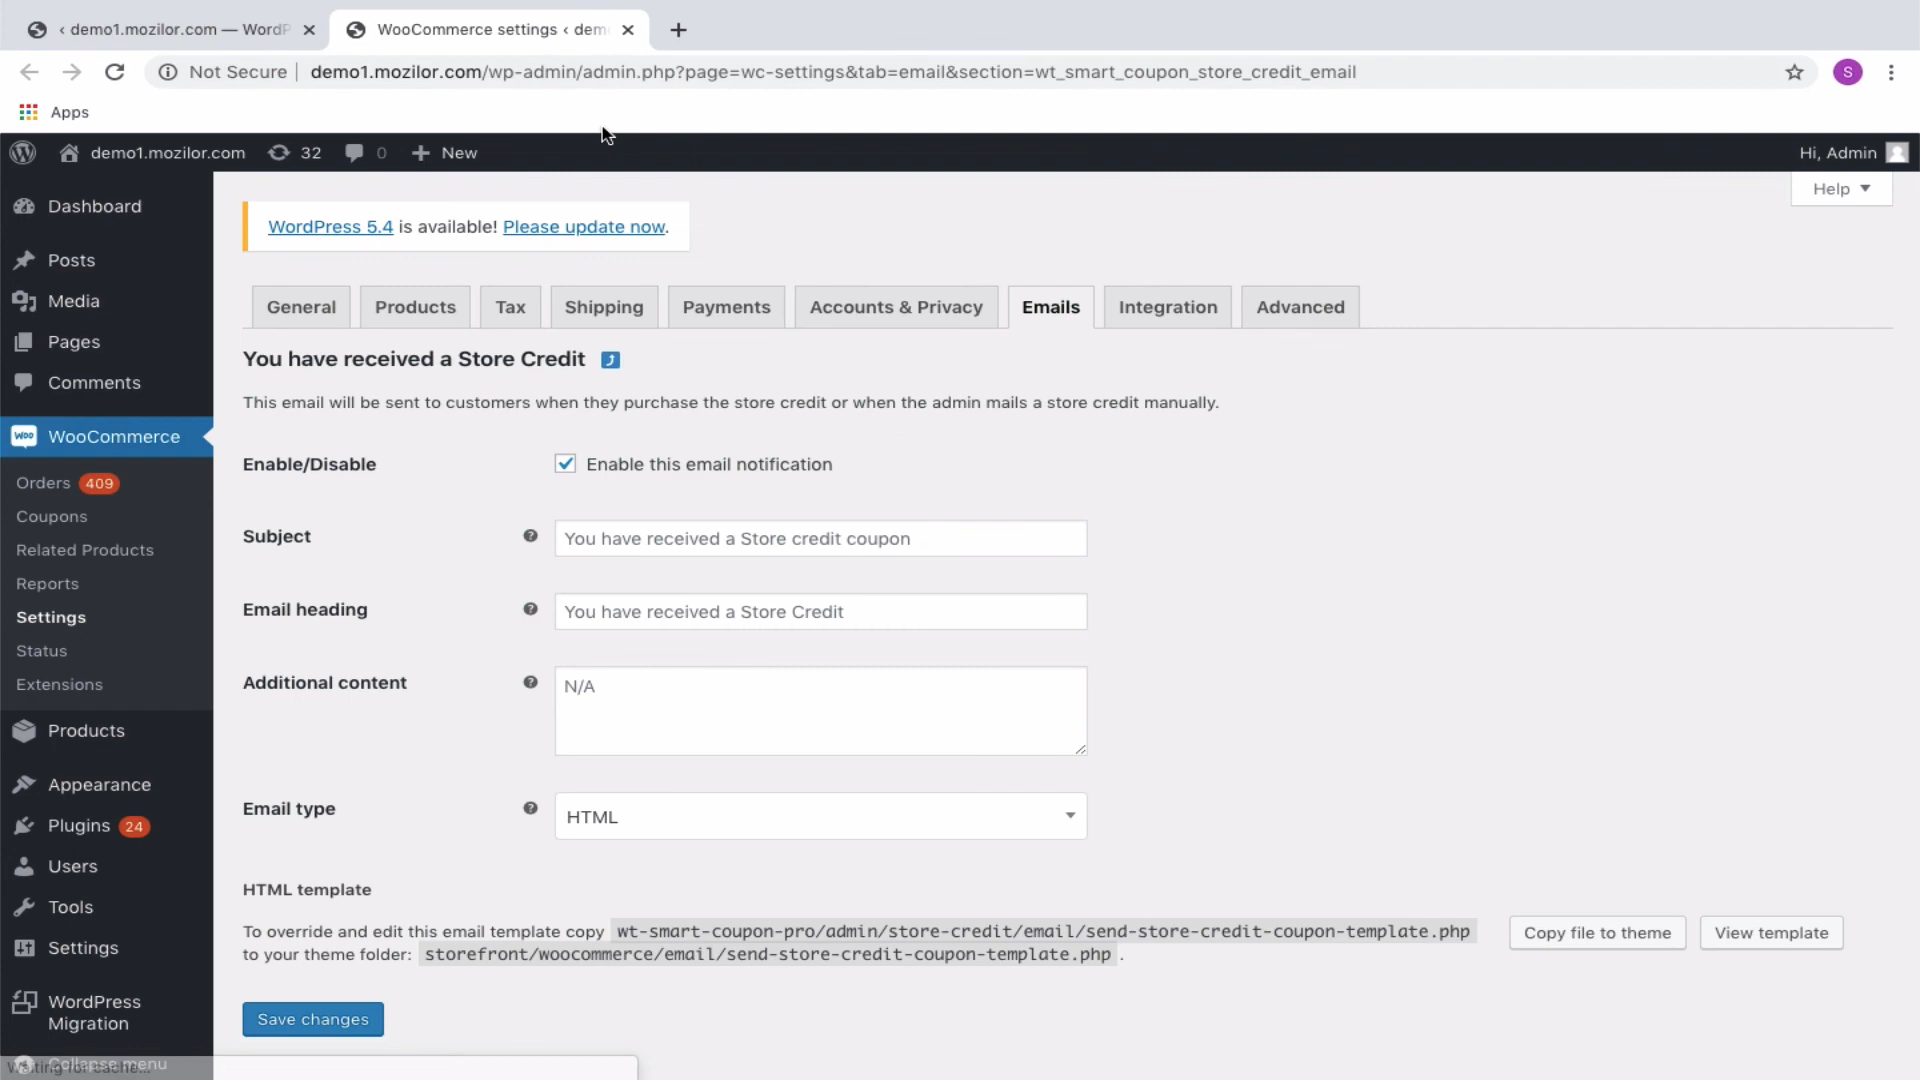 ‹ demo1.mozilor.com — WordP
WooCommerce settings ‹ dem
Not Secure
demo1.mozilor.com/wp-admin/admin.php?page=wc-settings&tab=email&section=wt_smart_coupon_store_credit_email
S
Apps
demo1.mozilor.com
32
0
New
Hi, Admin
Help
Dashboard
Posts
Media
Pages
Comments
WooCommerce
Orders 409
Coupons
Related Products
Reports
Settings
Status
Extensions
Products
Appearance
Plugins 24
Users
Tools
Settings
WordPress
Migration
Collapse menu
Waiting for cache...
WordPress 5.4 is available! Please update now.
General
Products
Tax
Shipping
Payments
Accounts & Privacy
Emails
Integration
Advanced
You have received a Store Credit
This email will be sent to customers when they purchase the store credit or when the admin mails a store credit manually.
Enable/Disable
Enable this email notification
Subject
You have received a Store credit coupon
Email heading
You have received a Store Credit
Additional content
N/A
Email type
HTML
HTML template
To override and edit this email template copy wt-smart-coupon-pro/admin/store-credit/email/send-store-credit-coupon-template.php
to your theme folder: storefront/woocommerce/email/send-store-credit-coupon-template.php .
Copy file to theme
View template
Save changes